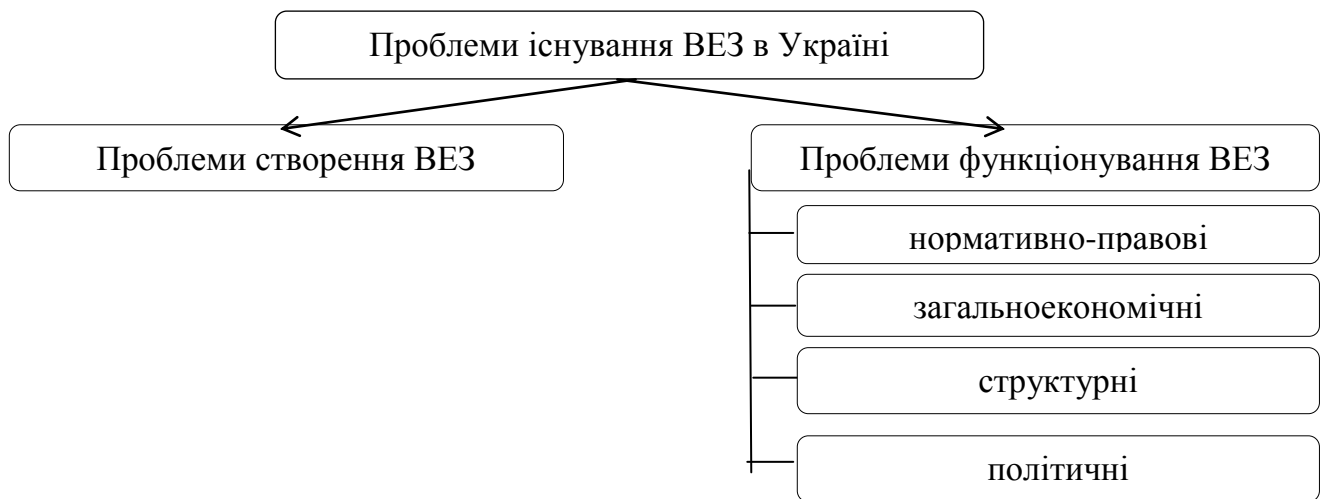 Проблеми існування ВЕЗ в Україні
Проблеми створення ВЕЗ
Проблеми функціонування ВЕЗ
нормативно-правові
загальноекономічні
структурні
політичні